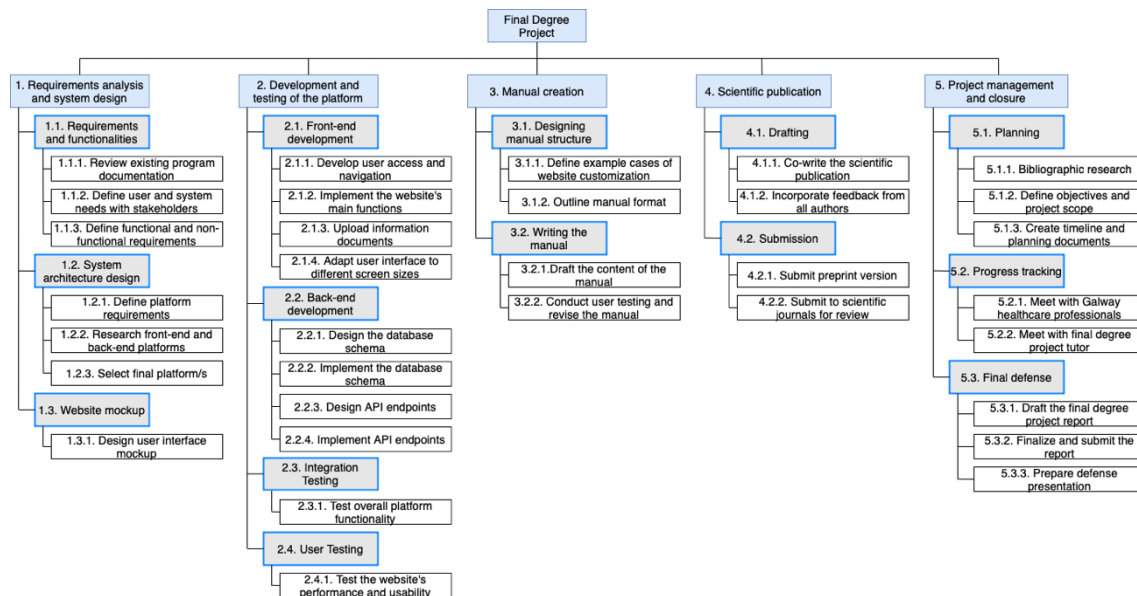 Final Degree
Project
1. Requirements analysis
and system design
1.1. Requirements
and functionalities
1.1.1. Review existing program
documentation
1.1.2. Define user and system
needs with stakeholders
1.1.3. Define functional and non-
functional requirements
1.2. System
architecture design
1.2.1. Define platform
requirements
1.2.2. Research front-end and
back-end platforms
1.2.3. Select final platform/s
1.3. Website mockup
1.3.1. Design user interface
mockup
2. Development and
testing of the platform
2.1. Front-end
development
2.1.1. Develop user access and
navigation
2.1.2. Implement the website's
main functions
2.1.3. Upload information
documents
2.1.4. Adapt user interface to
different screen sizes
2.2. Back-end
development
2.2.1. Design the database
schema
2.2.2. Implement the database
schema
2.2.3. Design API endpoints
2.2.4. Implement API endpoints
2.3. Integration
Testing
2.3.1. Test overall platform
functionality
2.4. User Testing
2.4.1. Test the website's
performance and usability
3. Manual creation
3.1. Designing
manual structure
3.1.1. Define example cases of
website customization
3.1.2. Outline manual format
3.2. Writing the
manual
3.2.1.Draft the content of the
manual
3.2.2. Conduct user testing and
revise the manual
4. Scientific publication
4.1. Drafting
4.1.1. Co-write the scientific
publication
4.1.2. Incorporate feedback from
all authors
4.2. Submission
4.2.1. Submit preprint version
4.2.2. Submit to scientific
journals for review
5. Project management
and closure
5.1. Planning
5.1.1. Bibliographic research
5.1.2. Define objectives and
project scope
5.1.3. Create timeline and
planning documents
5.2. Progress tracking
5.2.1. Meet with Galway
healthcare professionals
5.2.2. Meet with final degree
project tutor
5.3. Final defense
5.3.1. Draft the final degree
project report
5.3.2. Finalize and submit the
report
5.3.3. Prepare defense
presentation